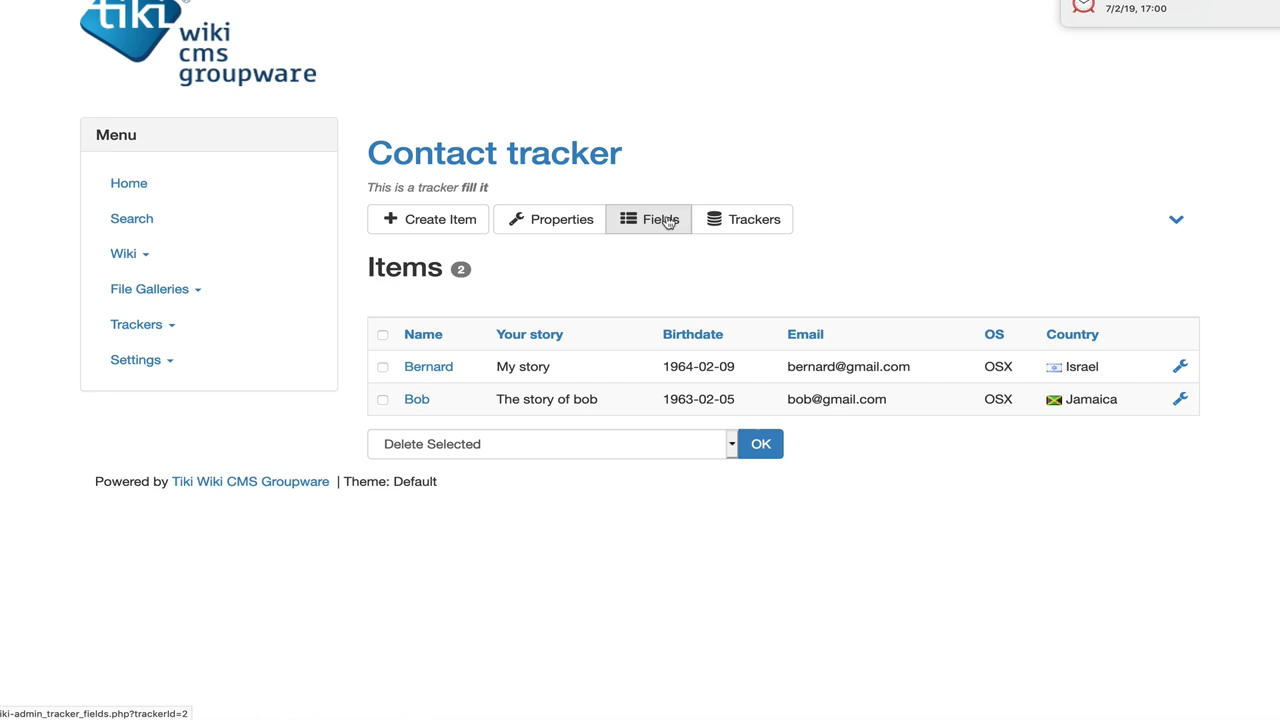 7/2/19, 17:00
tiki
wiki
cms
groupware
Menu
Home
Search
Wiki
File Galleries
Trackers
Settings
Contact tracker
This is a tracker fill it
Create Item Properties Fields Trackers
Items 2
Name Your story Birthdate Email OS Country
Bernard My story 1964-02-09 bernard@gmail.com OSX Israel
Bob The story of bob 1963-02-05 bob@gmail.com OSX Jamaica
Delete Selected OK
Powered by Tiki Wiki CMS Groupware | Theme: Default
iki-admin_tracker_fields.php?trackerId=2